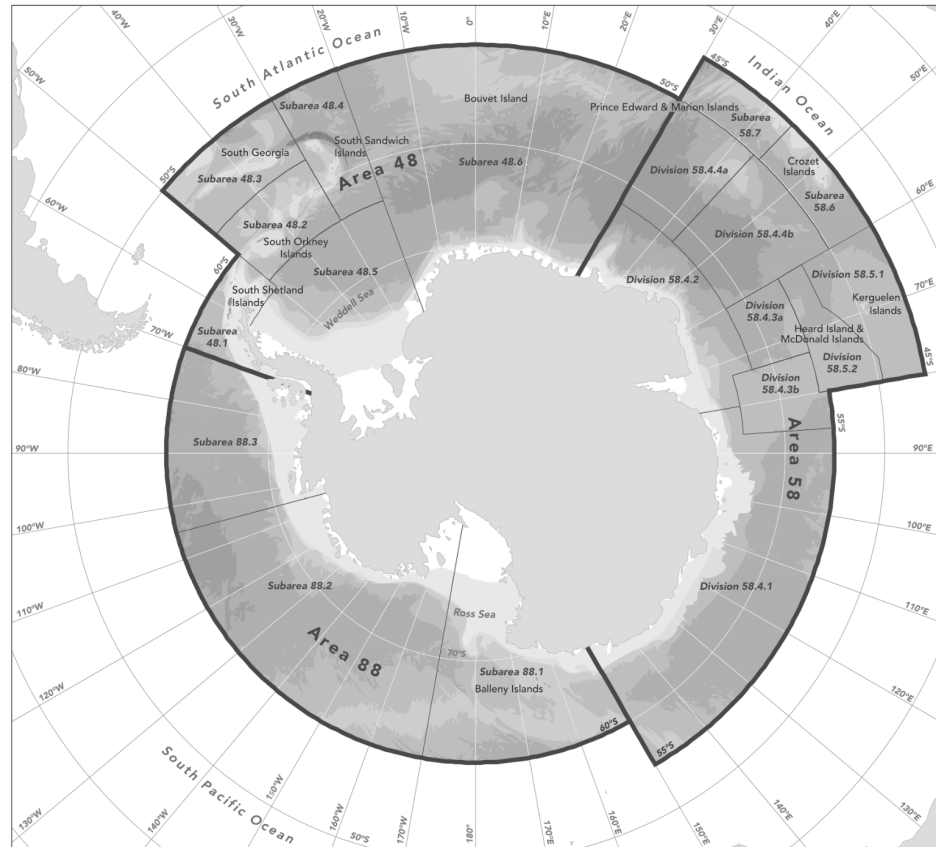 50°W
40°W
30°W
20°W
10°W
0°
10°E
20°E
30°E
40°E
50°E
60°E
70°E
80°E
90°E
100°E
110°E
120°E
130°E
140°E
150°E
160°E
170°E
180°
170°W
160°W
150°W
140°W
130°W
120°W
110°W
100°W
90°W
80°W
70°W
60°W
South Atlantic Ocean
Indian Ocean
South Pacific Ocean
50°S
45°S
50°S
60°S
45°S
55°S
70°S
60°S
55°S
50°S
Area 48
Subarea 48.4
Bouvet Island
South Georgia
South Sandwich
Islands
Subarea 48.3
Subarea 48.6
Subarea 48.2
South Orkney
Islands
Subarea 48.5
Weddell Sea
South Shetland
Islands
Subarea
48.1
Prince Edward & Marion Islands
Subarea
58.7
Crozet
Islands
Division 58.4.4a
Subarea
58.6
Division 58.4.4b
Division 58.4.2
Division 58.5.1
Kerguelen
Islands
Division
58.4.3a
Heard Island &
McDonald Islands
Division
58.5.2
Division
58.4.3b
Area 58
Division 58.4.1
Subarea 88.3
Subarea 88.2
Area 88
Ross Sea
Subarea 88.1
Balleny Islands